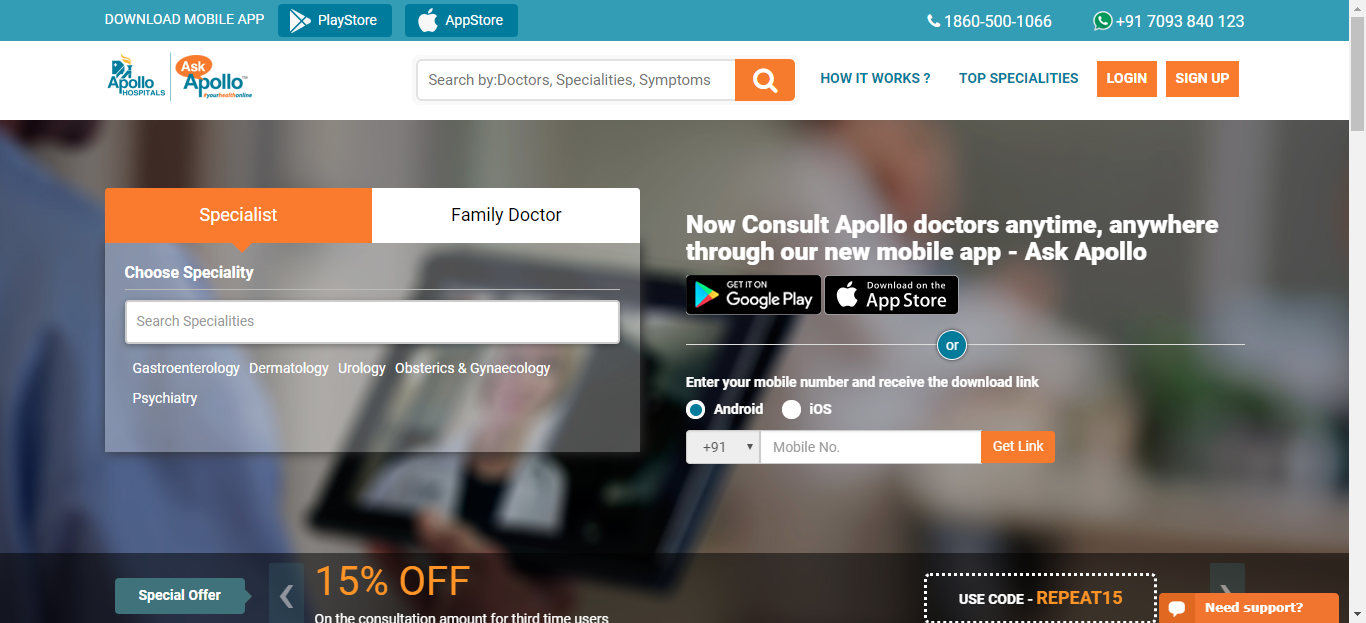 DOWNLOAD MOBILE APP
PlayStore
AppStore
1860-500-1066
+91 7093 840 123
Apollo
HOSPITALS
Ask
Apollo
#yourhealthonline
Search by:Doctors, Specialities, Symptoms
HOW IT WORKS ?
TOP SPECIALITIES
LOGIN
SIGN UP
Specialist
Family Doctor
Choose Speciality
Search Specialities
Gastroenterology Dermatology Urology Obsterics & Gynaecology
Psychiatry
Now Consult Apollo doctors anytime, anywhere
through our new mobile app - Ask Apollo
GET IT ON
Google Play
Download on the
App Store
or
Enter your mobile number and receive the download link
Android
iOS
+91
Mobile No.
Get Link
Special Offer
15% OFF
On the consultation amount for third time users
USE CODE - REPEAT15
Need support?